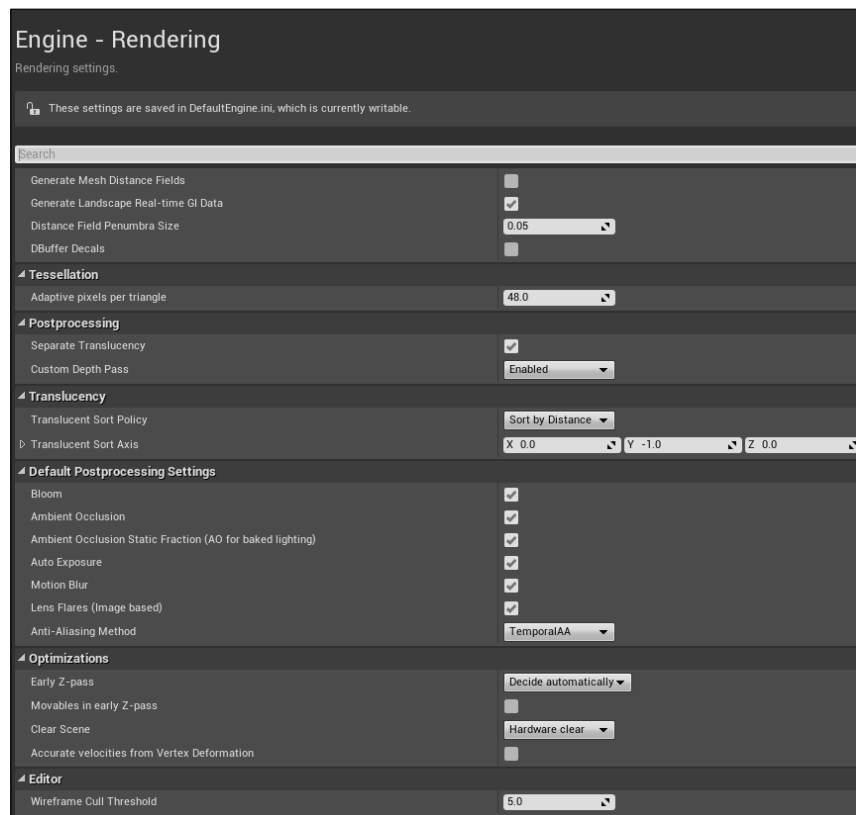 Engine - Rendering
Rendering settings.
These settings are saved in DefaultEngine.ini, which is currently writable.
Search
Generate Mesh Distance Fields
Generate Landscape Real-time GI Data
Distance Field Penumbra Size 0.05
DBuffer Decals
Tessellation
Adaptive pixels per triangle 48.0
Postprocessing
Separate Translucency
Custom Depth Pass Enabled
Translucency
Translucent Sort Policy Sort by Distance
Translucent Sort Axis X 0.0 Y -1.0 Z 0.0
Default Postprocessing Settings
Bloom
Ambient Occlusion
Ambient Occlusion Static Fraction (AO for baked lighting)
Auto Exposure
Motion Blur
Lens Flares (Image based)
Anti-Aliasing Method TemporalAA
Optimizations
Early Z-pass Decide automatically
Movables in early Z-pass
Clear Scene Hardware clear
Accurate velocities from Vertex Deformation
Editor
Wireframe Cull Threshold 5.0